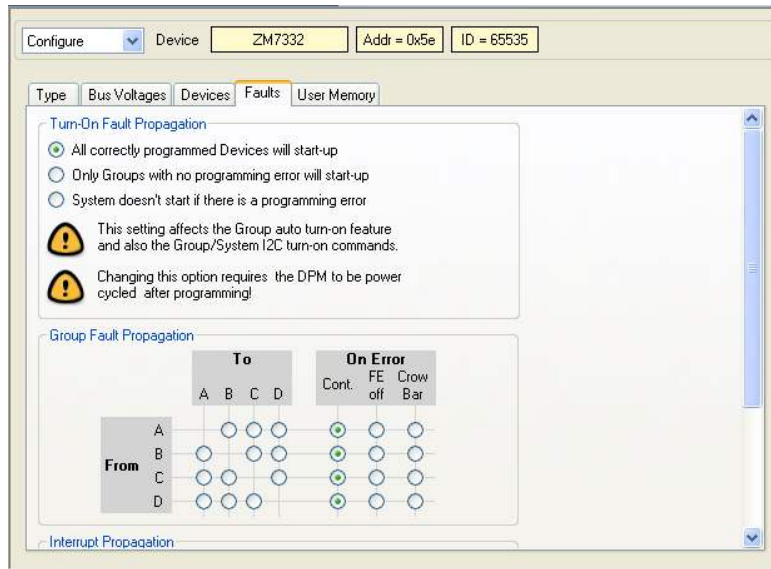 Configure Device ZM7332 Addr = 0x5e ID = 65535
Type Bus Voltages Devices Faults User Memory
Turn-On Fault Propagation
All correctly programmed Devices will start-up
Only Groups with no programming error will start-up
System doesn't start if there is a programming error
This setting affects the Group auto turn-on feature
and also the Group/System I2C turn-on commands.
Changing this option requires the DPM to be power
cycled after programming!
Group Fault Propagation
To On Error
A B C D Cont. FE off Crow Bar
From
A
B
C
D
Interrupt Propagation